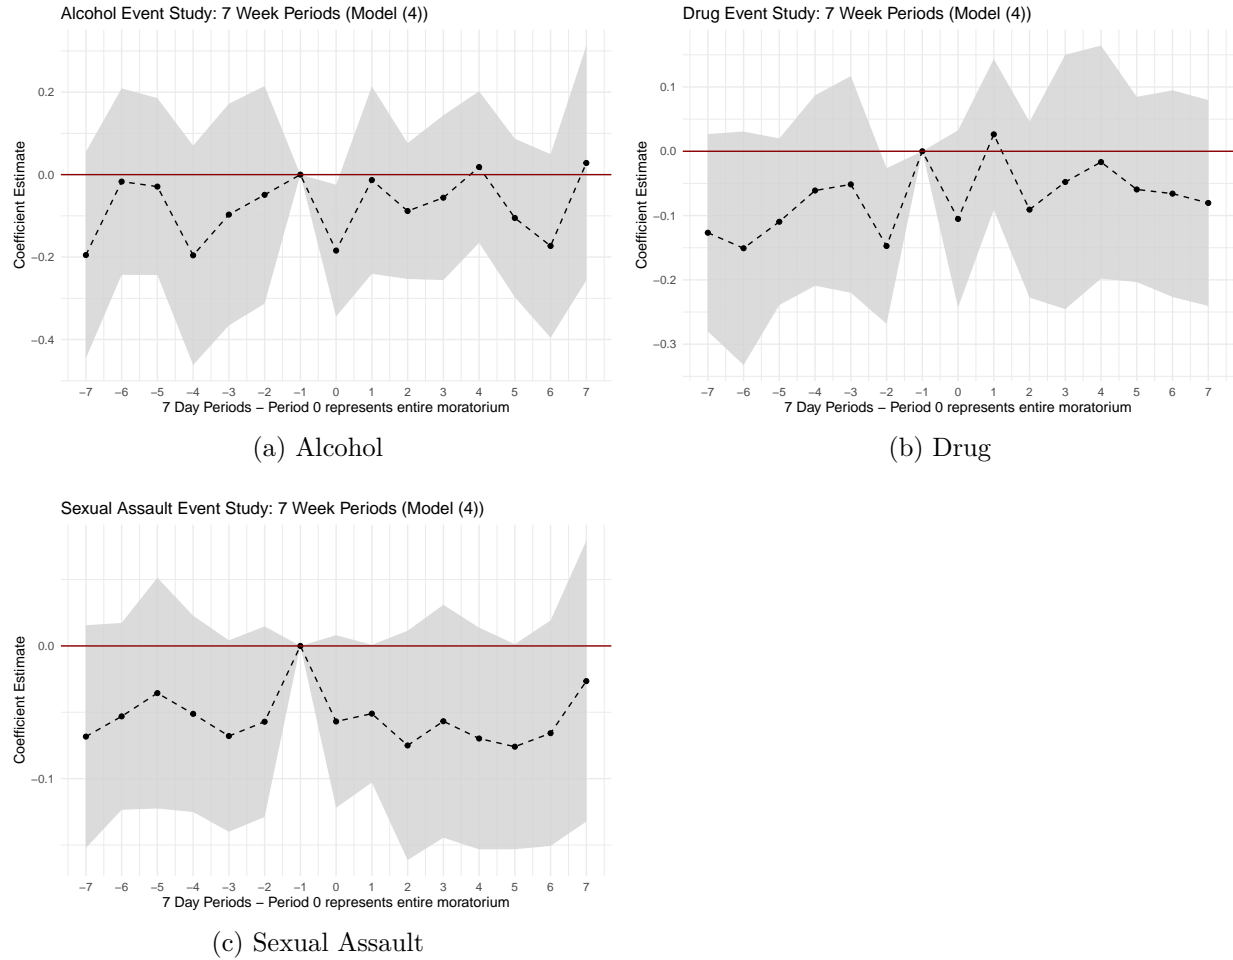 Alcohol Event Study: 7 Week Periods (Model (4))
Coefficient Estimate
0.2
0.0
−0.2
−0.4
−7 −6 −5 −4 −3 −2 −1 0 1 2 3 4 5 6 7
7 Day Periods − Period 0 represents entire moratorium
(a) Alcohol
Drug Event Study: 7 Week Periods (Model (4))
Coefficient Estimate
0.1
0.0
−0.1
−0.2
−0.3
−7 −6 −5 −4 −3 −2 −1 0 1 2 3 4 5 6 7
7 Day Periods − Period 0 represents entire moratorium
(b) Drug
Sexual Assault Event Study: 7 Week Periods (Model (4))
Coefficient Estimate
0.0
−0.1
−7 −6 −5 −4 −3 −2 −1 0 1 2 3 4 5 6 7
7 Day Periods − Period 0 represents entire moratorium
(c) Sexual Assault